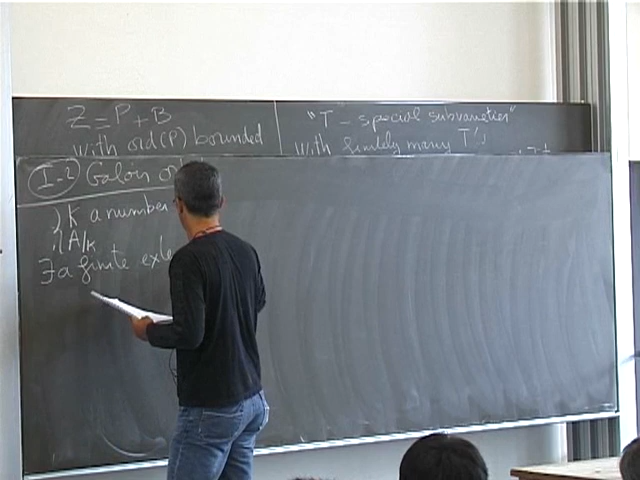 Z = P + B
with ord(P) bounded
"T - special subvarieties"
with finitely many T's
I-2 Galois
K a number
A/K
∃ a finite exte